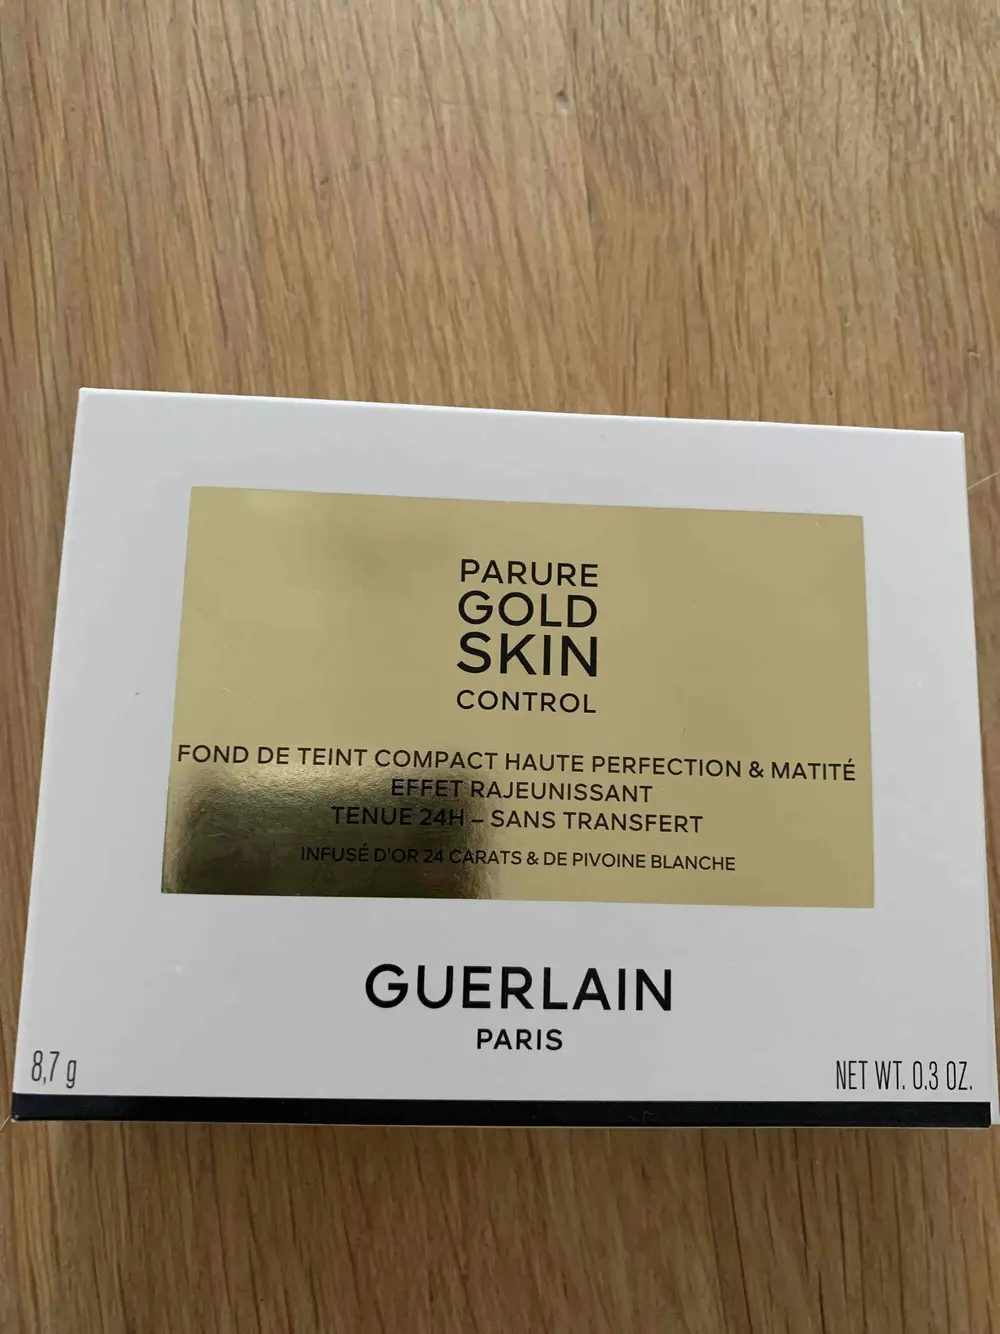 PARURE
GOLD
SKIN
CONTROL
FOND DE TEINT COMPACT HAUTE PERFECTION & MATITÉ
EFFET RAJEUNISSANT
TENUE 24H – SANS TRANSFERT
INFUSÉ D'OR 24 CARATS & DE PIVOINE BLANCHE
GUERLAIN
PARIS
8,7 g
NET WT. 0.3 OZ.